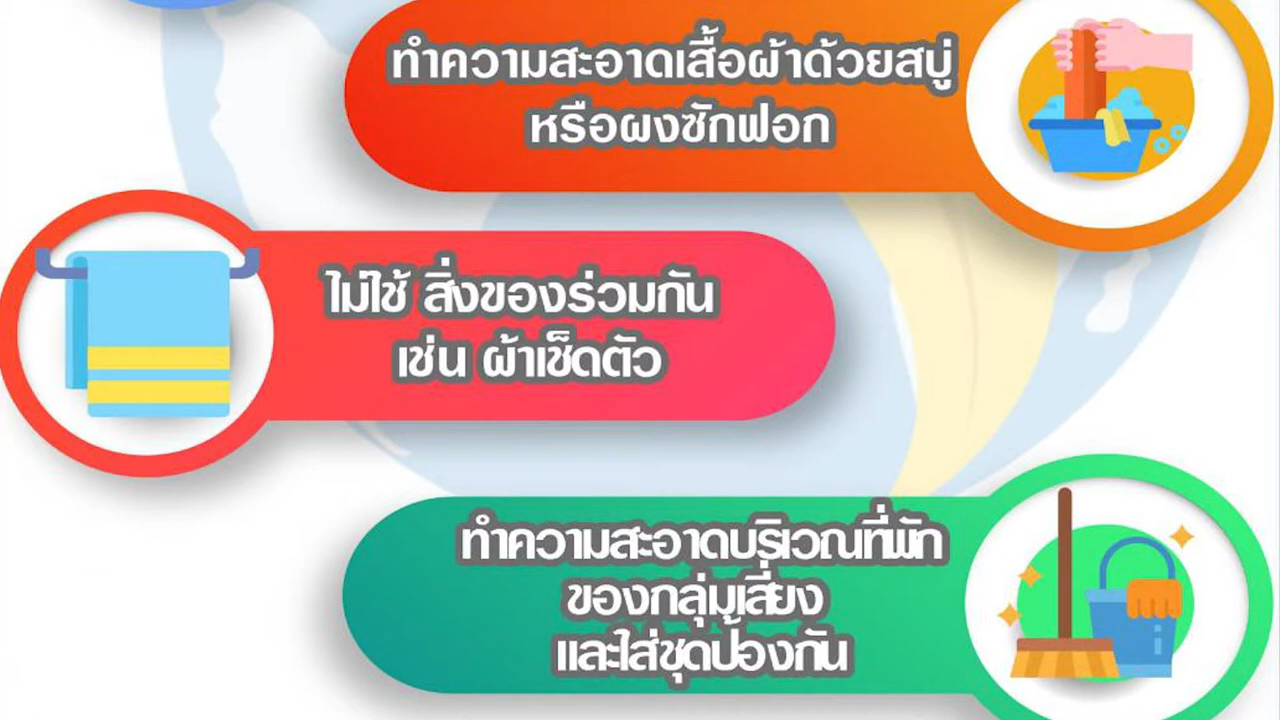 ทำความสะอาดเสื้อผ้าด้วยสบู่
หรือผงซักฟอก
ไม่ใช้ สิ่งของร่วมกัน
เช่น ผ้าเช็ดตัว
ทำความสะอาดบริเวณที่พัก
ของกลุ่มเสี่ยง
และใส่ชุดป้องกัน